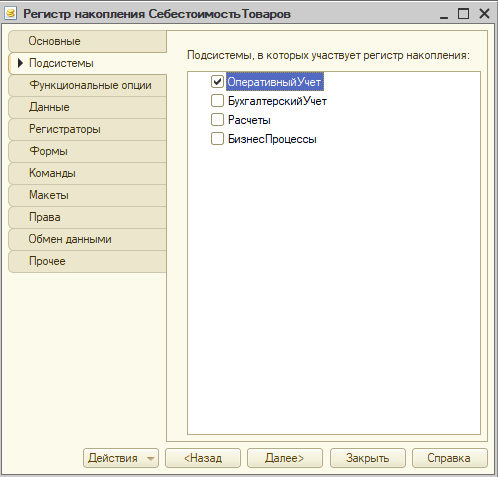 Регистр накопления СебестоимостьТоваров
Основные
Подсистемы
Функциональные опции
Данные
Регистраторы
Формы
Команды
Макеты
Права
Обмен данными
Прочее
Подсистемы, в которых участвует регистр накопления:
ОперативныйУчет
БухгалтерскийУчет
Расчеты
БизнесПроцессы
Действия
<Назад
Далее>
Закрыть
Справка